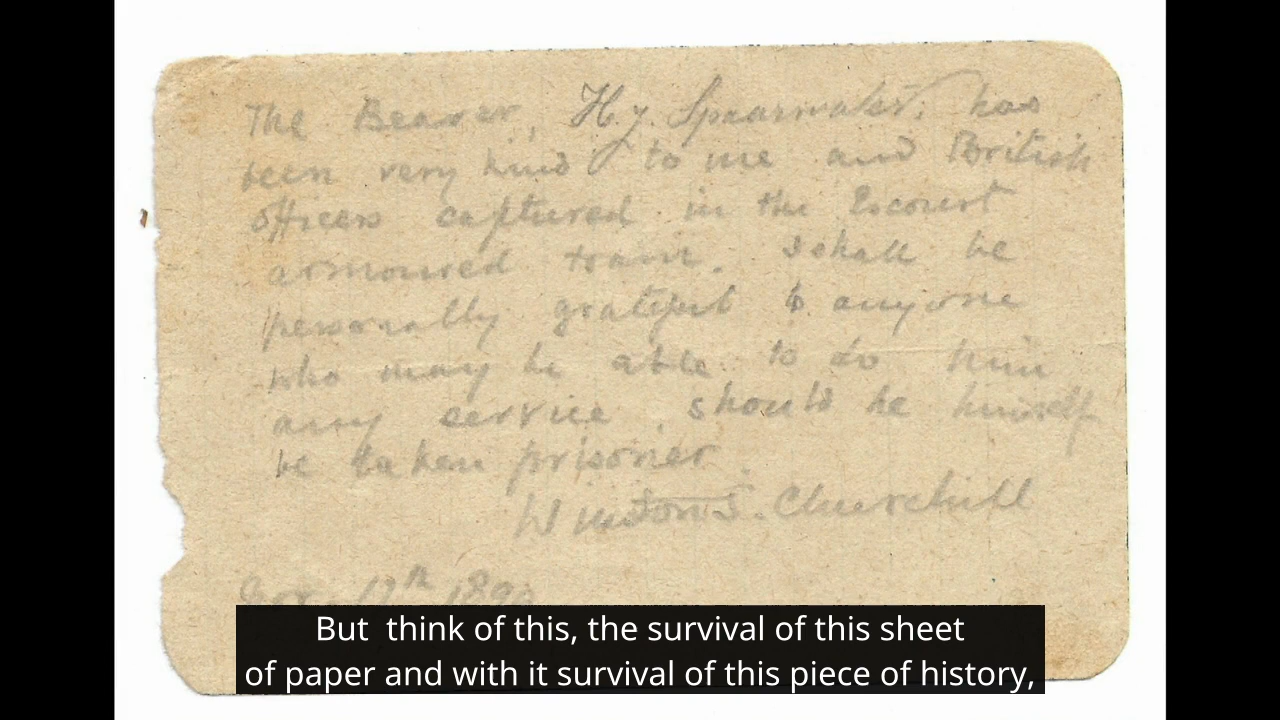 The Bearer, H.y. Spaarwater, has
been very kind to me and British
officers captured in the Escourt
armoured train. I shall be
personally grateful to anyone
who may be able to do him
any service, should he himself
be taken prisoner.
Winston S. Churchill
Nov. 17th 1899
But think of this, the survival of this sheet
of paper and with it survival of this piece of history,